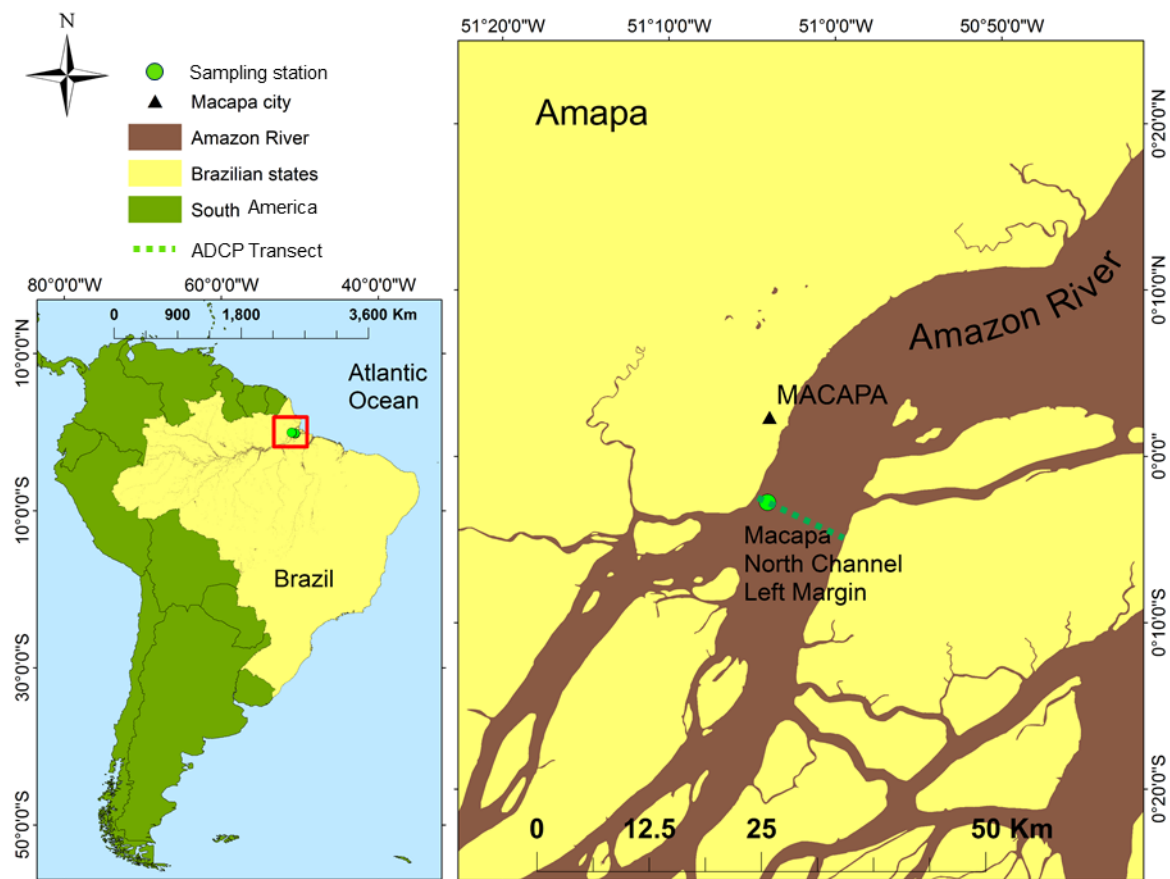 N
Sampling station
Macapa city
Amazon River
Brazilian states
South America
ADCP Transect
80°0'0"W 60°0'0"W 40°0'0"W
0 900 1,800 3,600 Km
10°0'0"N
10°0'0"S
30°0'0"S
50°0'0"S
Atlantic
Ocean
Brazil
51°20'0"W 51°10'0"W 51°0'0"W 50°50'0"W
0°20'0"N
0°10'0"N
0°0'0"
0°10'0"S
0°20'0"S
Amapa
Amazon River
MACAPA
Macapa
North Channel
Left Margin
0 12.5 25 50 Km